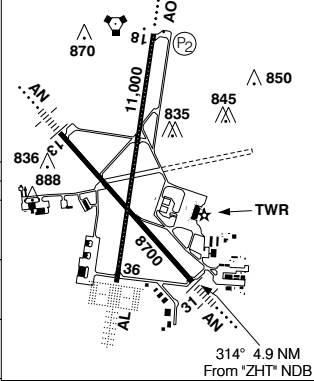 AO
18
P2
870
850
11,000
AN
835
845
13
836
888
TWR
8700
36
31
AN
AL
314° 4.9 NM
From "ZHT" NDB